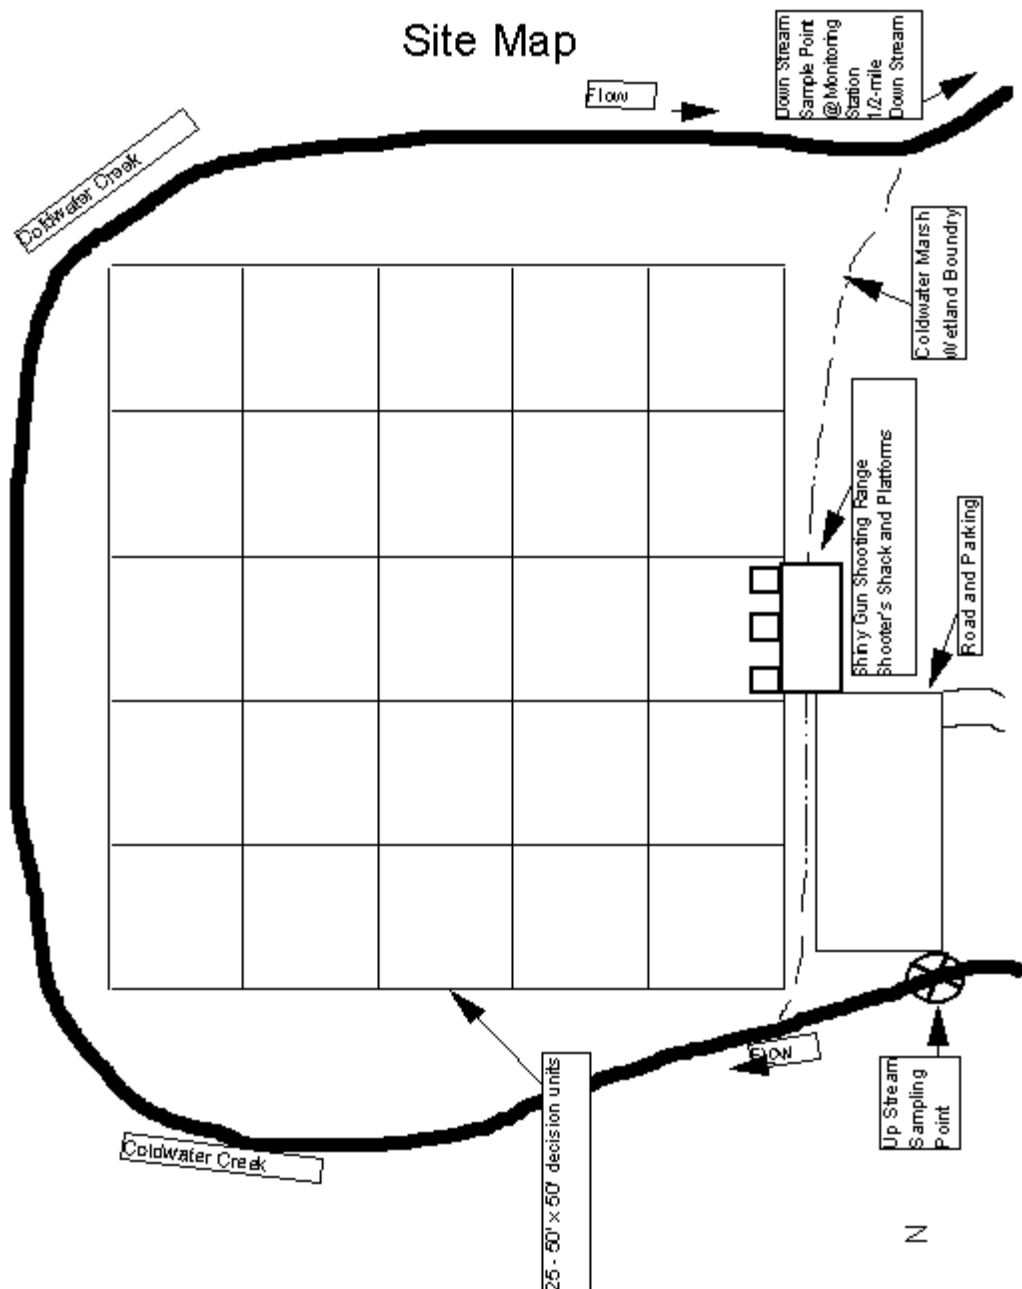 Site Map
Flow
Down Stream
Sample Point
@ Monitoring
Station
1/2-mile
Down Stream
Coldwater Creek
Coldwater Marsh
Wetland Boundry
Shiny Gun Shooting Range
Shooter's Shack and Platforms
Road and Parking
Flow
Up Stream
Sampling
Point
Coldwater Creek
25 - 50' x 50' decision units
N